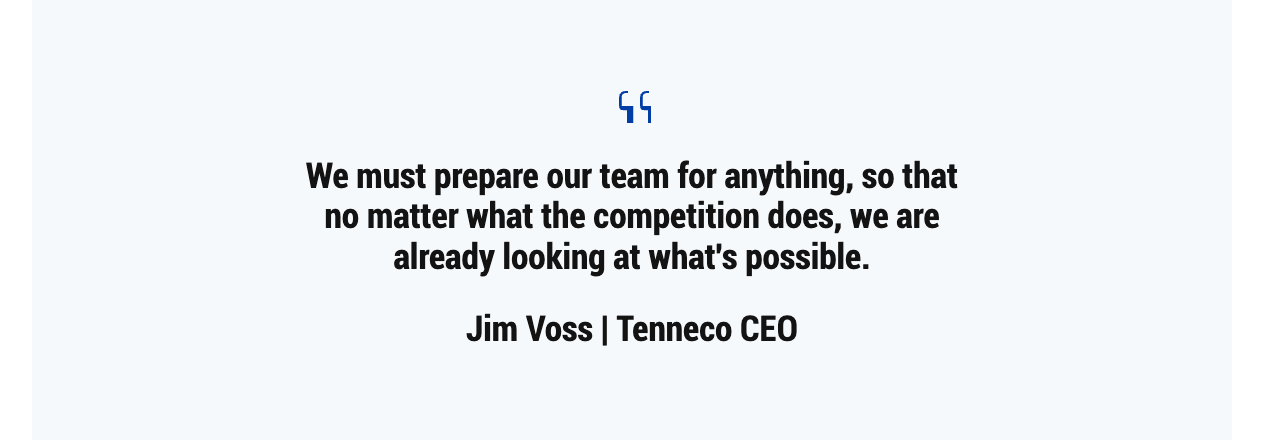 “
We must prepare our team for anything, so that
no matter what the competition does, we are
already looking at what's possible.
Jim Voss | Tenneco CEO